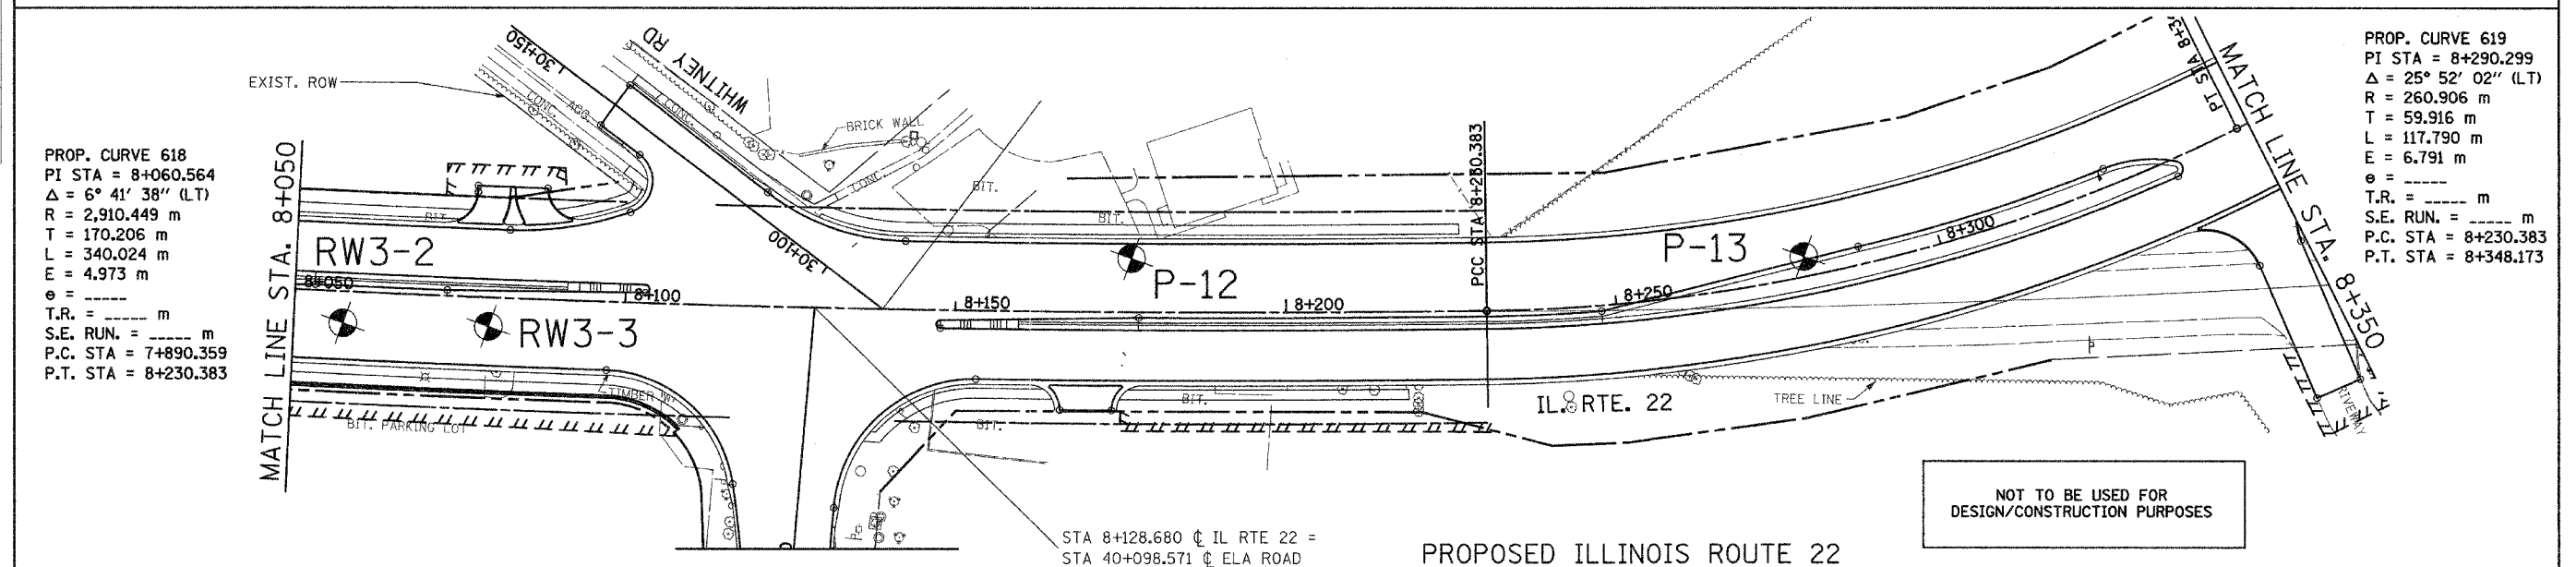 PROP. CURVE 618
PI STA = 8+060.564
Δ = 6° 41' 38" (LT)
R = 2,910.449 m
T = 170.206 m
L = 340.024 m
E = 4.973 m
e = _____
T.R. = _____ m
S.E. RUN. = _____ m
P.C. STA = 7+890.359
P.T. STA = 8+230.383
EXIST. ROW
MATCH LINE STA. 8+050
30+150
WHITNEY RD
CONC.
AGG.
CONC.
BRICK WALL
CONC.
BIT.
BIT.
BIT.
RW3-2
8+050
8+100
RW3-3
30+100
TIMBER
BIT. PARKING LOT
P-12
8+150
8+200
PCC STA 8+230.383
P-13
8+250
8+300
BIT.
BIT.
IL. RTE. 22
TREE LINE
PT STA 8+3
MATCH LINE STA. 8+350
PROP. CURVE 619
PI STA = 8+290.299
Δ = 25° 52' 02" (LT)
R = 260.906 m
T = 59.916 m
L = 117.790 m
E = 6.791 m
e = _____
T.R. = _____ m
S.E. RUN. = _____ m
P.C. STA = 8+230.383
P.T. STA = 8+348.173
STA 8+128.680 ℄ IL RTE 22 =
STA 40+098.571 ℄ ELA ROAD
PROPOSED ILLINOIS ROUTE 22
NOT TO BE USED FOR
DESIGN/CONSTRUCTION PURPOSES